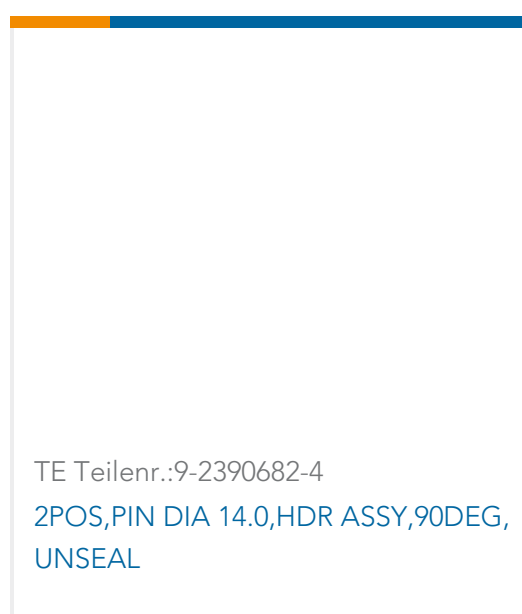 TE Teilenr.:9-2390682-4
2POS,PIN DIA 14.0,HDR ASSY,90DEG,
UNSEAL